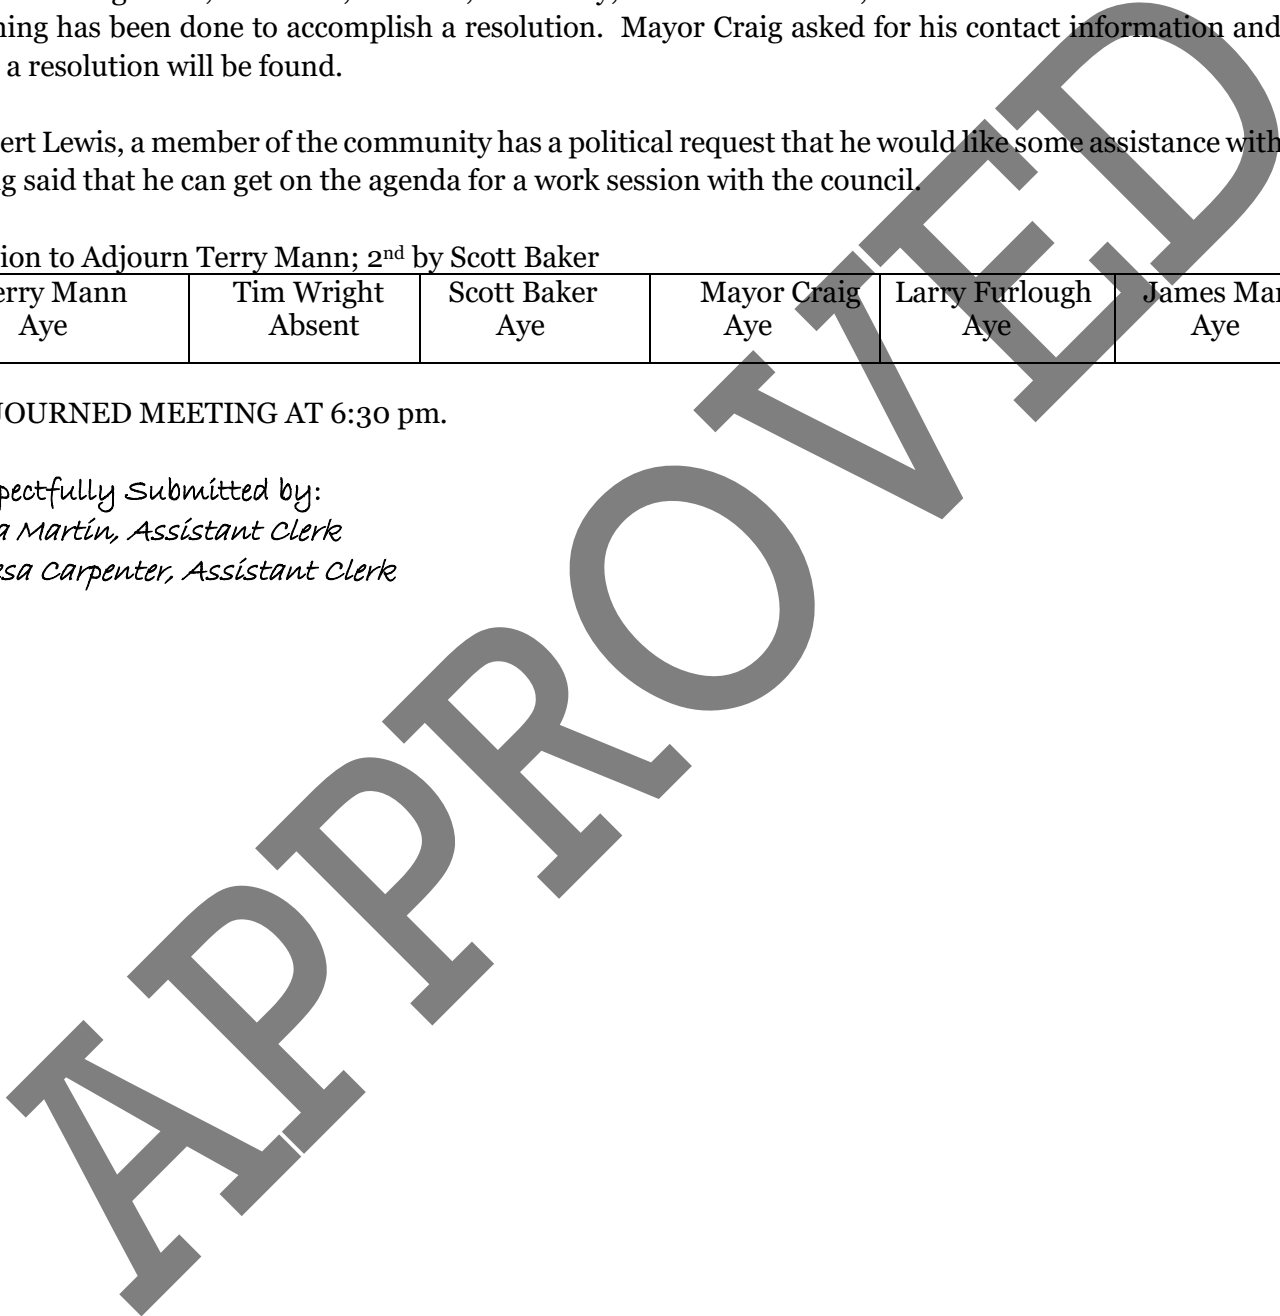 ning has been done to accomplish a resolution. Mayor Craig asked for his contact information and
a resolution will be found.
ert Lewis, a member of the community has a political request that he would like some assistance with
g said that he can get on the agenda for a work session with the council.
ion to Adjourn Terry Mann; 2nd by Scott Baker
erry Mann Tim Wright Scott Baker Mayor Craig Larry Furlough James Mar
Aye Absent Aye Aye Aye Aye
JOURNED MEETING AT 6:30 pm.
pectfully Submitted by:
a Martin, Assistant Clerk
sa Carpenter, Assistant Clerk
APPROVED